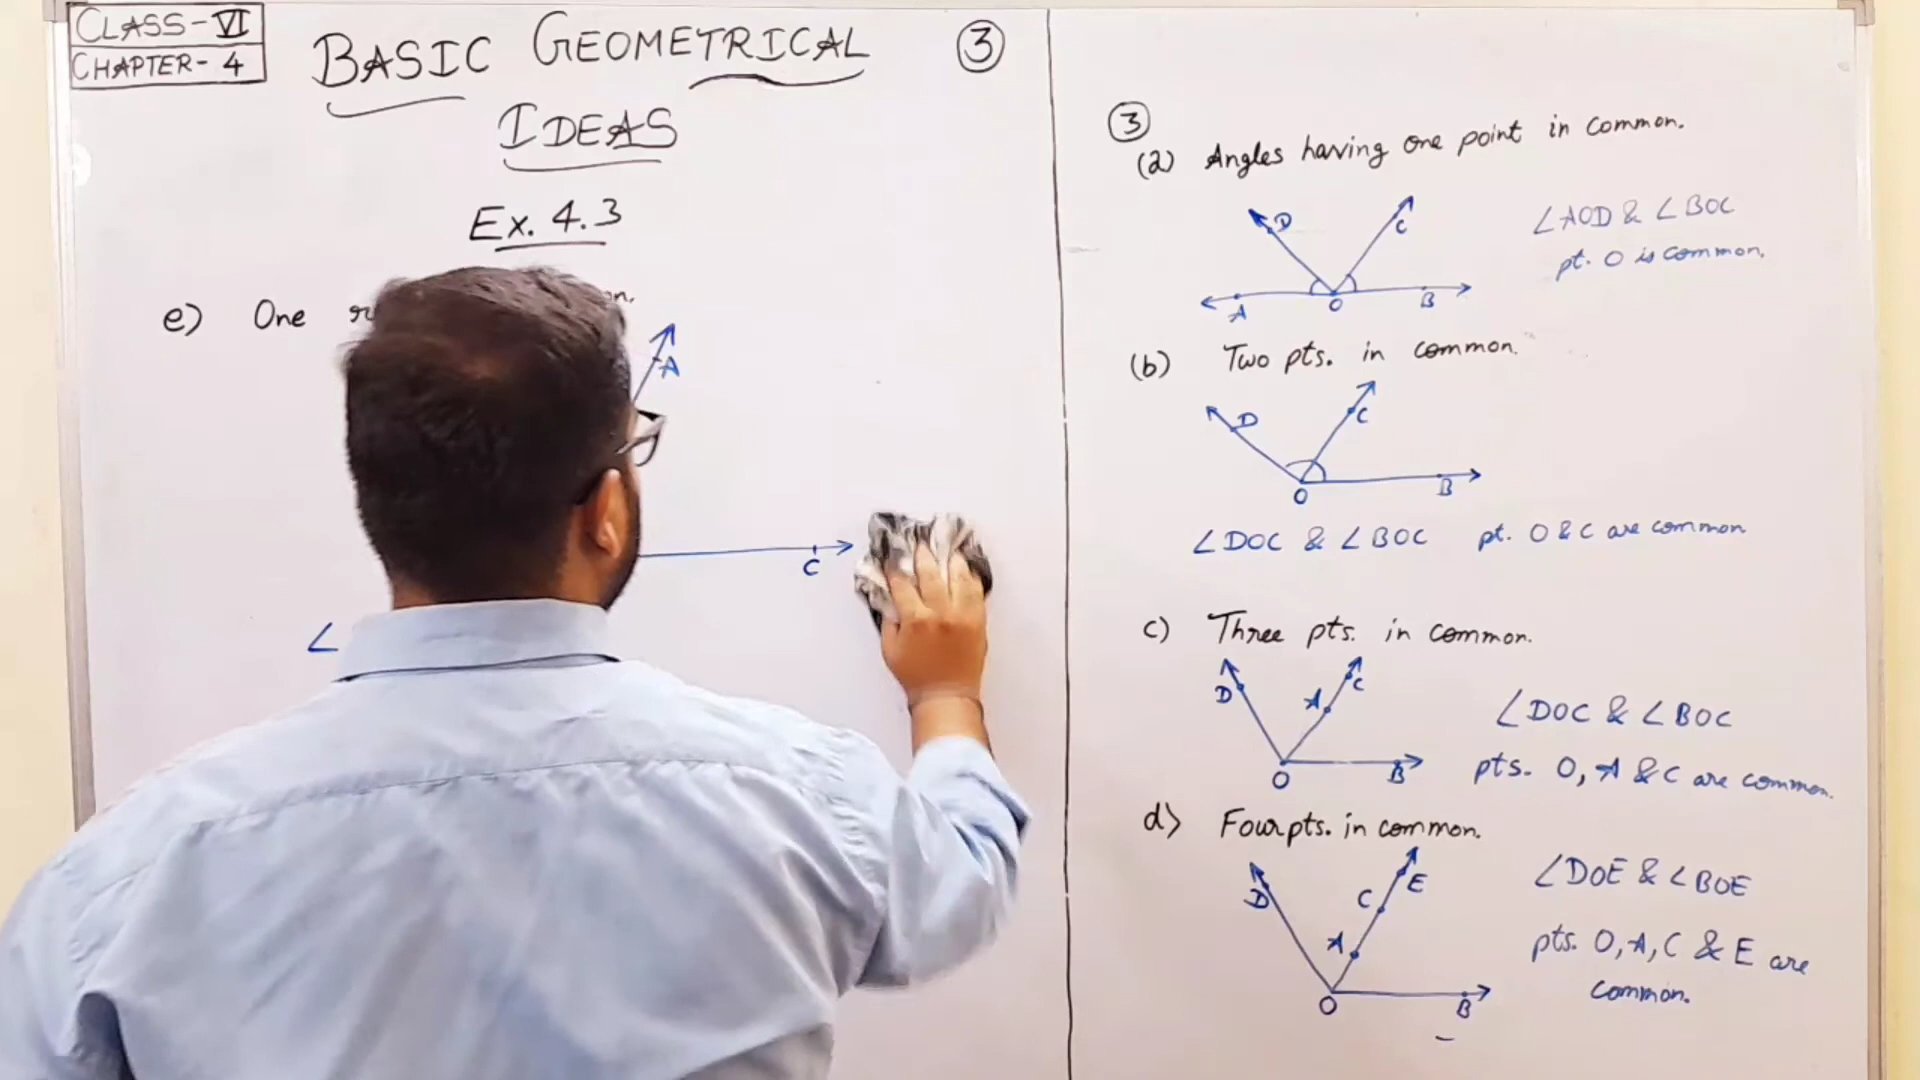 CLASS-VI
CHAPTER-4
BASIC GEOMETRICAL
IDEAS
3
Ex. 4.3
e) One
A
C
∠
3
(a) Angles having one point in common.
D
C
A
O
B
∠AOD & ∠BOC
pt. O is common.
(b) Two pts. in common.
D
C
O
B
∠DOC & ∠BOC pt. O & C are common
c) Three pts. in common.
D
A
C
O
B
∠DOC & ∠BOC
pts. O, A & C are common.
d) Four pts. in common.
D
C
E
A
O
B
∠DOE & ∠BOE
pts. O, A, C & E are
common.